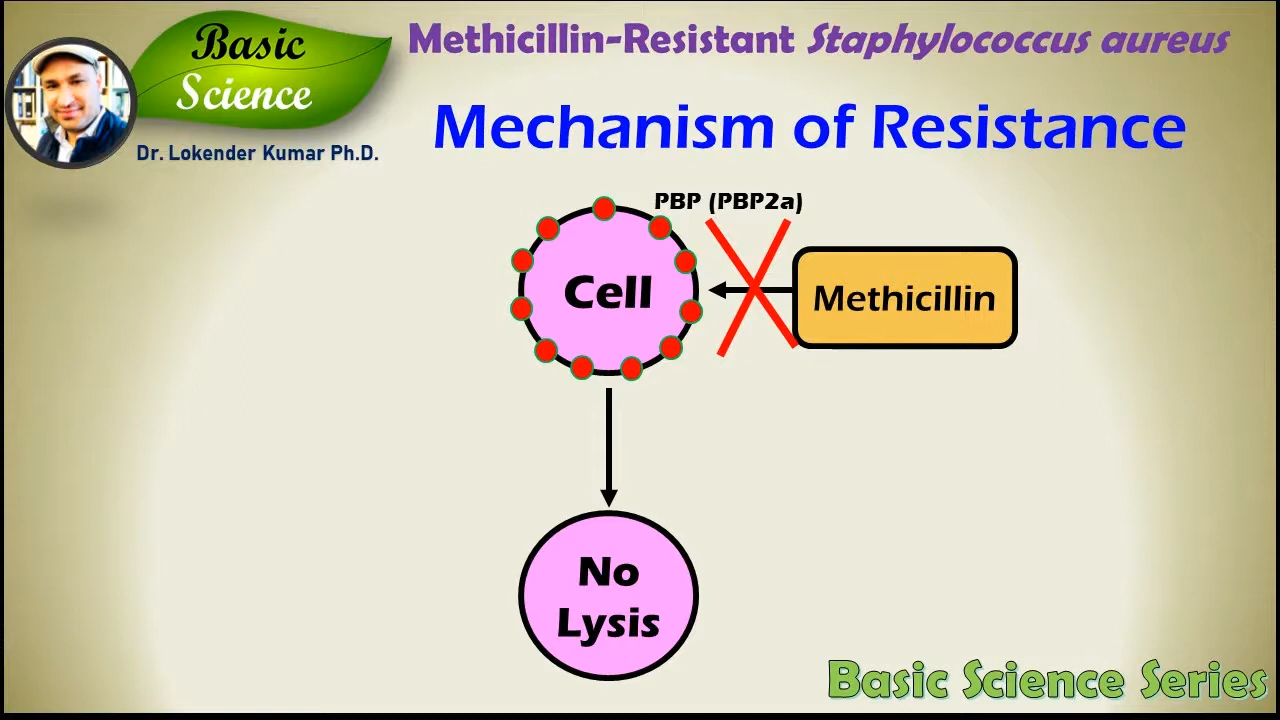 Basic
Science
Dr. Lokender Kumar Ph.D.
Methicillin-Resistant Staphylococcus aureus
Mechanism of Resistance
PBP (PBP2a)
Cell
Methicillin
No
Lysis
Basic Science Series